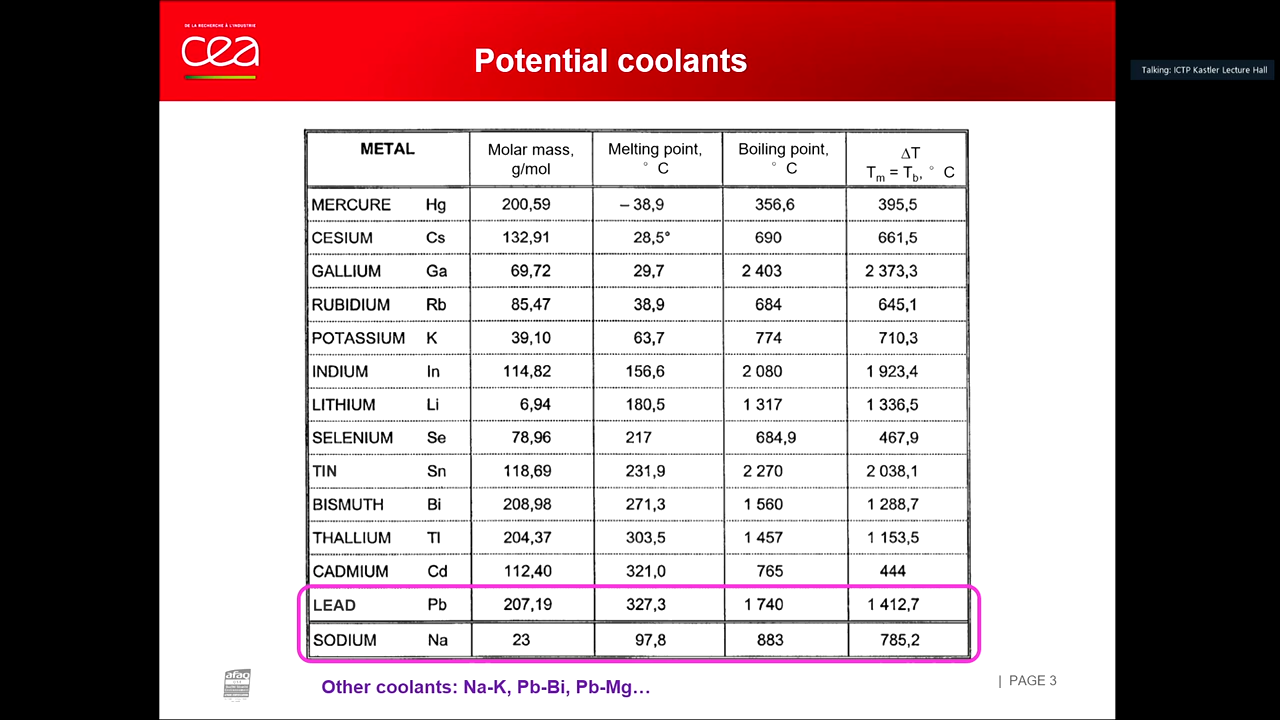 DE LA RECHERCHE À L'INDUSTRIE
cea
Potential coolants
Talking: ICTP Kastler Lecture Hall
METAL Molar mass, g/mol Melting point, ° C Boiling point, ° C ΔT Tm = Tb, ° C
MERCURE Hg 200,59 – 38,9 356,6 395,5
CESIUM Cs 132,91 28,5° 690 661,5
GALLIUM Ga 69,72 29,7 2 403 2 373,3
RUBIDIUM Rb 85,47 38,9 684 645,1
POTASSIUM K 39,10 63,7 774 710,3
INDIUM In 114,82 156,6 2 080 1 923,4
LITHIUM Li 6,94 180,5 1 317 1 336,5
SELENIUM Se 78,96 217 684,9 467,9
TIN Sn 118,69 231,9 2 270 2 038,1
BISMUTH Bi 208,98 271,3 1 560 1 288,7
THALLIUM Tl 204,37 303,5 1 457 1 153,5
CADMIUM Cd 112,40 321,0 765 444
LEAD Pb 207,19 327,3 1 740 1 412,7
SODIUM Na 23 97,8 883 785,2
afaq
Other coolants: Na-K, Pb-Bi, Pb-Mg…
| PAGE 3